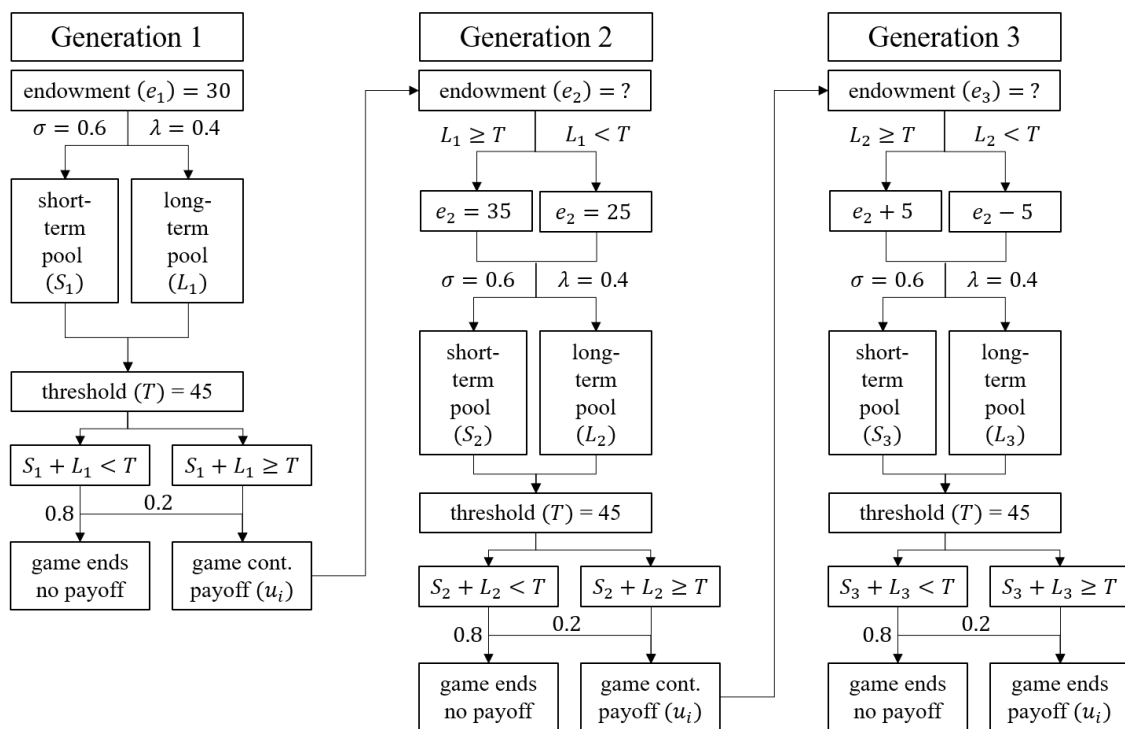 Generation 1
endowment (e₁) = 30
σ = 0.6 λ = 0.4
short-
term
pool
(S₁)
long-
term
pool
(L₁)
threshold (T) = 45
S₁ + L₁ < T
S₁ + L₁ ≥ T
0.8
0.2
game ends
no payoff
game cont.
payoff (uᵢ)
Generation 2
endowment (e₂) = ?
L₁ ≥ T L₁ < T
e₂ = 35
e₂ = 25
σ = 0.6 λ = 0.4
short-
term
pool
(S₂)
long-
term
pool
(L₂)
threshold (T) = 45
S₂ + L₂ < T
S₂ + L₂ ≥ T
0.8
0.2
game ends
no payoff
game cont.
payoff (uᵢ)
Generation 3
endowment (e₃) = ?
L₂ ≥ T L₂ < T
e₂ + 5
e₂ − 5
σ = 0.6 λ = 0.4
short-
term
pool
(S₃)
long-
term
pool
(L₃)
threshold (T) = 45
S₃ + L₃ < T
S₃ + L₃ ≥ T
0.8
0.2
game ends
no payoff
game ends
payoff (uᵢ)